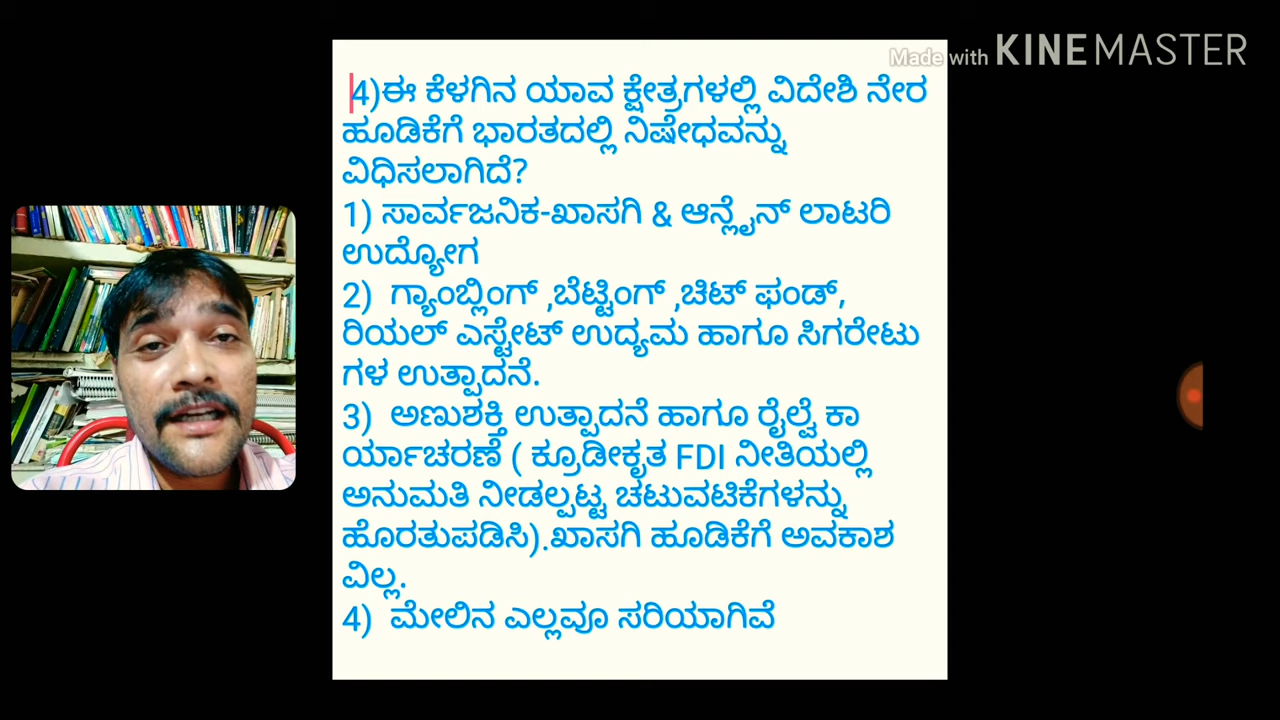 Made with KINEMASTER
4)ಈ ಕೆಳಗಿನ ಯಾವ ಕ್ಷೇತ್ರಗಳಲ್ಲಿ ವಿದೇಶಿ ನೇರ
ಹೂಡಿಕೆಗೆ ಭಾರತದಲ್ಲಿ ನಿಷೇಧವನ್ನು
ವಿಧಿಸಲಾಗಿದೆ?
1) ಸಾರ್ವಜನಿಕ-ಖಾಸಗಿ & ಆನ್ಲೈನ್ ಲಾಟರಿ
ಉದ್ಯೋಗ
2) ಗ್ಯಾಂಬ್ಲಿಂಗ್ ,ಬೆಟ್ಟಿಂಗ್ ,ಚಿಟ್ ಫಂಡ್,
ರಿಯಲ್ ಎಸ್ಟೇಟ್ ಉದ್ಯಮ ಹಾಗೂ ಸಿಗರೇಟು
ಗಳ ಉತ್ಪಾದನೆ.
3) ಅಣುಶಕ್ತಿ ಉತ್ಪಾದನೆ ಹಾಗೂ ರೈಲ್ವೆ ಕಾ
ರ್ಯಾಚರಣೆ ( ಕ್ರೂಡೀಕೃತ FDI ನೀತಿಯಲ್ಲಿ
ಅನುಮತಿ ನೀಡಲ್ಪಟ್ಟ ಚಟುವಟಿಕೆಗಳನ್ನು
ಹೊರತುಪಡಿಸಿ).ಖಾಸಗಿ ಹೂಡಿಕೆಗೆ ಅವಕಾಶ
ವಿಲ್ಲ.
4) ಮೇಲಿನ ಎಲ್ಲವೂ ಸರಿಯಾಗಿವೆ